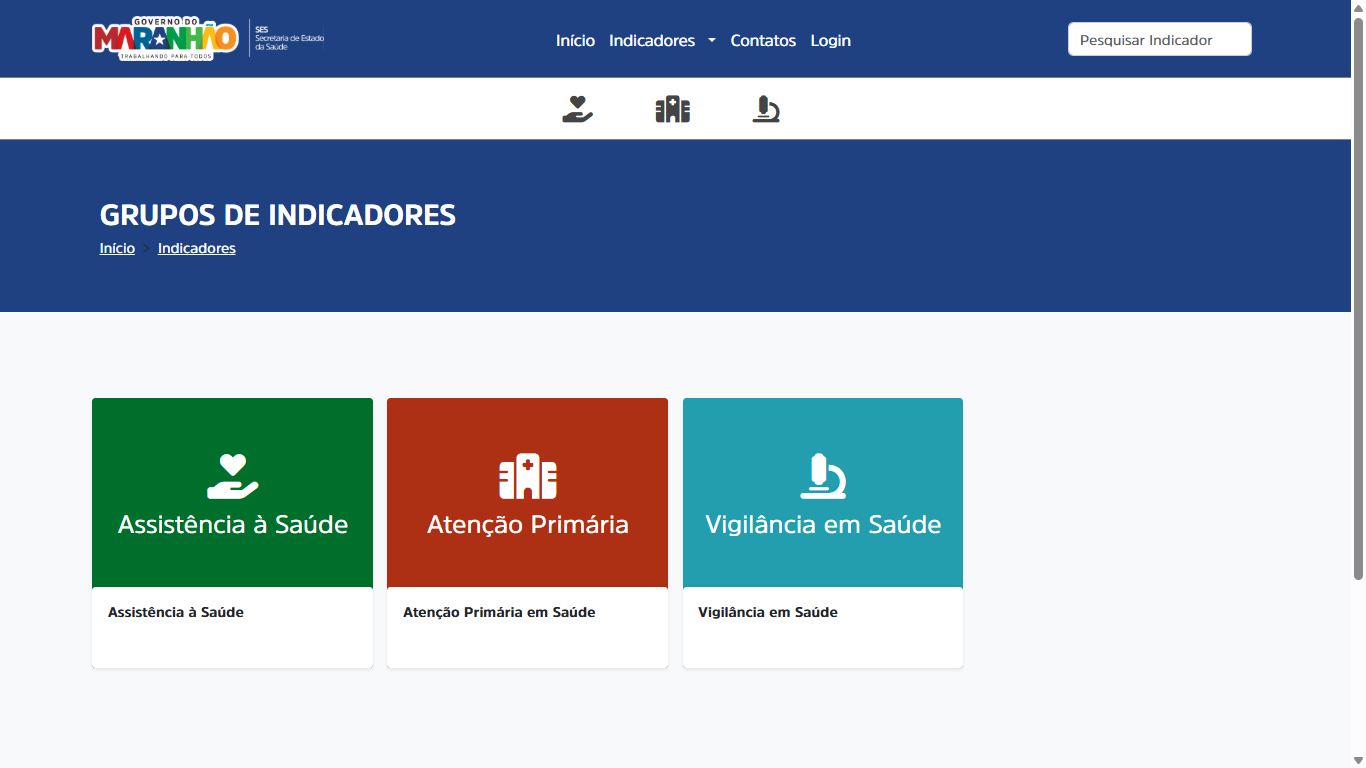 GOVERNO DO
MARANHÃO
TRABALHANDO PARA TODOS
SES
Secretaria de Estado
da Saúde
Início
Indicadores
Contatos
Login
Pesquisar Indicador
GRUPOS DE INDICADORES
Início > Indicadores
Assistência à Saúde
Atenção Primária
Vigilância em Saúde
Assistência à Saúde
Atenção Primária em Saúde
Vigilância em Saúde